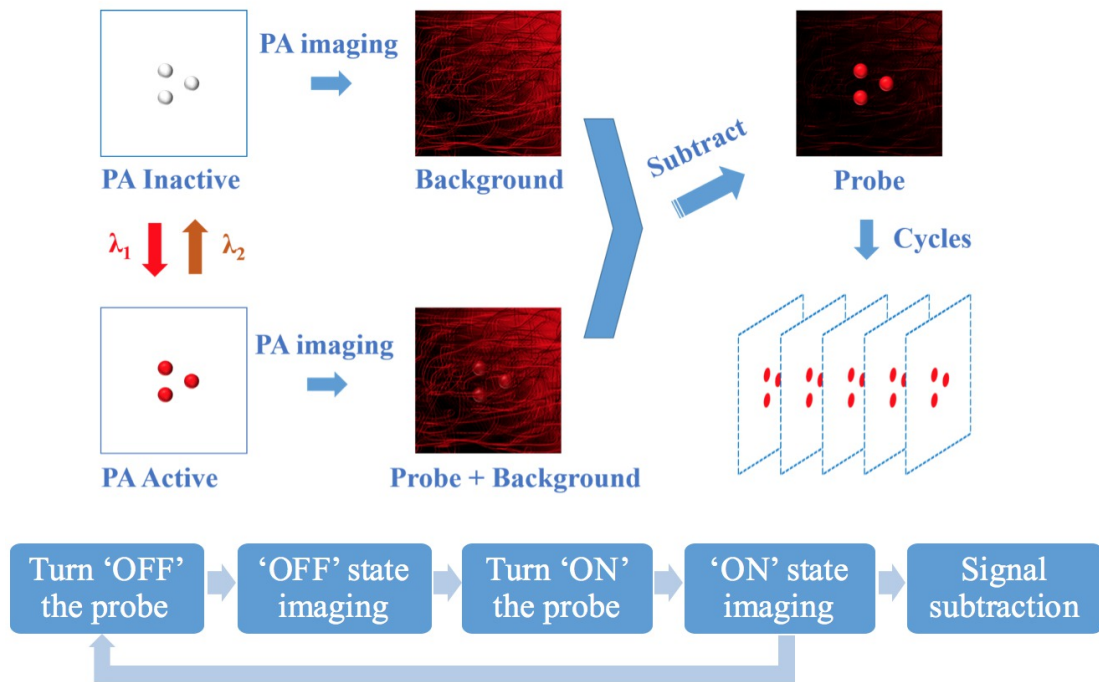 PA imaging
PA Inactive
Background
Subtract
Probe
λ₁
λ₂
Cycles
PA imaging
PA Active
Probe + Background
Turn ‘OFF’
the probe
‘OFF’ state
imaging
Turn ‘ON’
the probe
‘ON’ state
imaging
Signal
subtraction